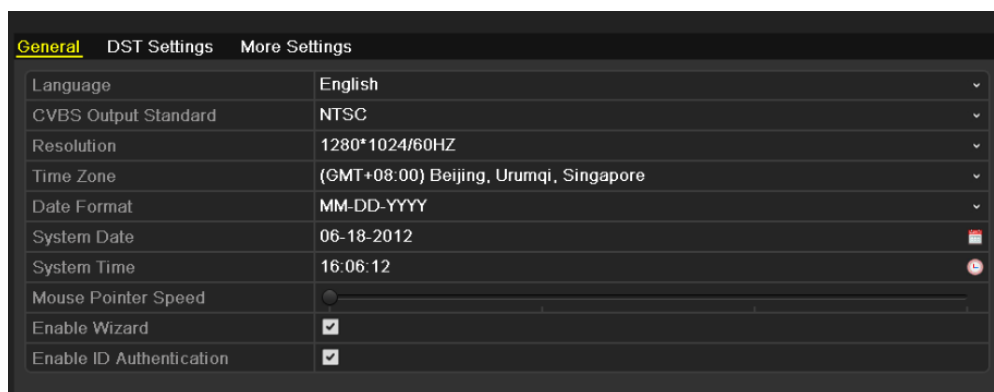 General DST Settings More Settings
Language English
CVBS Output Standard NTSC
Resolution 1280*1024/60HZ
Time Zone (GMT+08:00) Beijing, Urumqi, Singapore
Date Format MM-DD-YYYY
System Date 06-18-2012
System Time 16:06:12
Mouse Pointer Speed
Enable Wizard
Enable ID Authentication